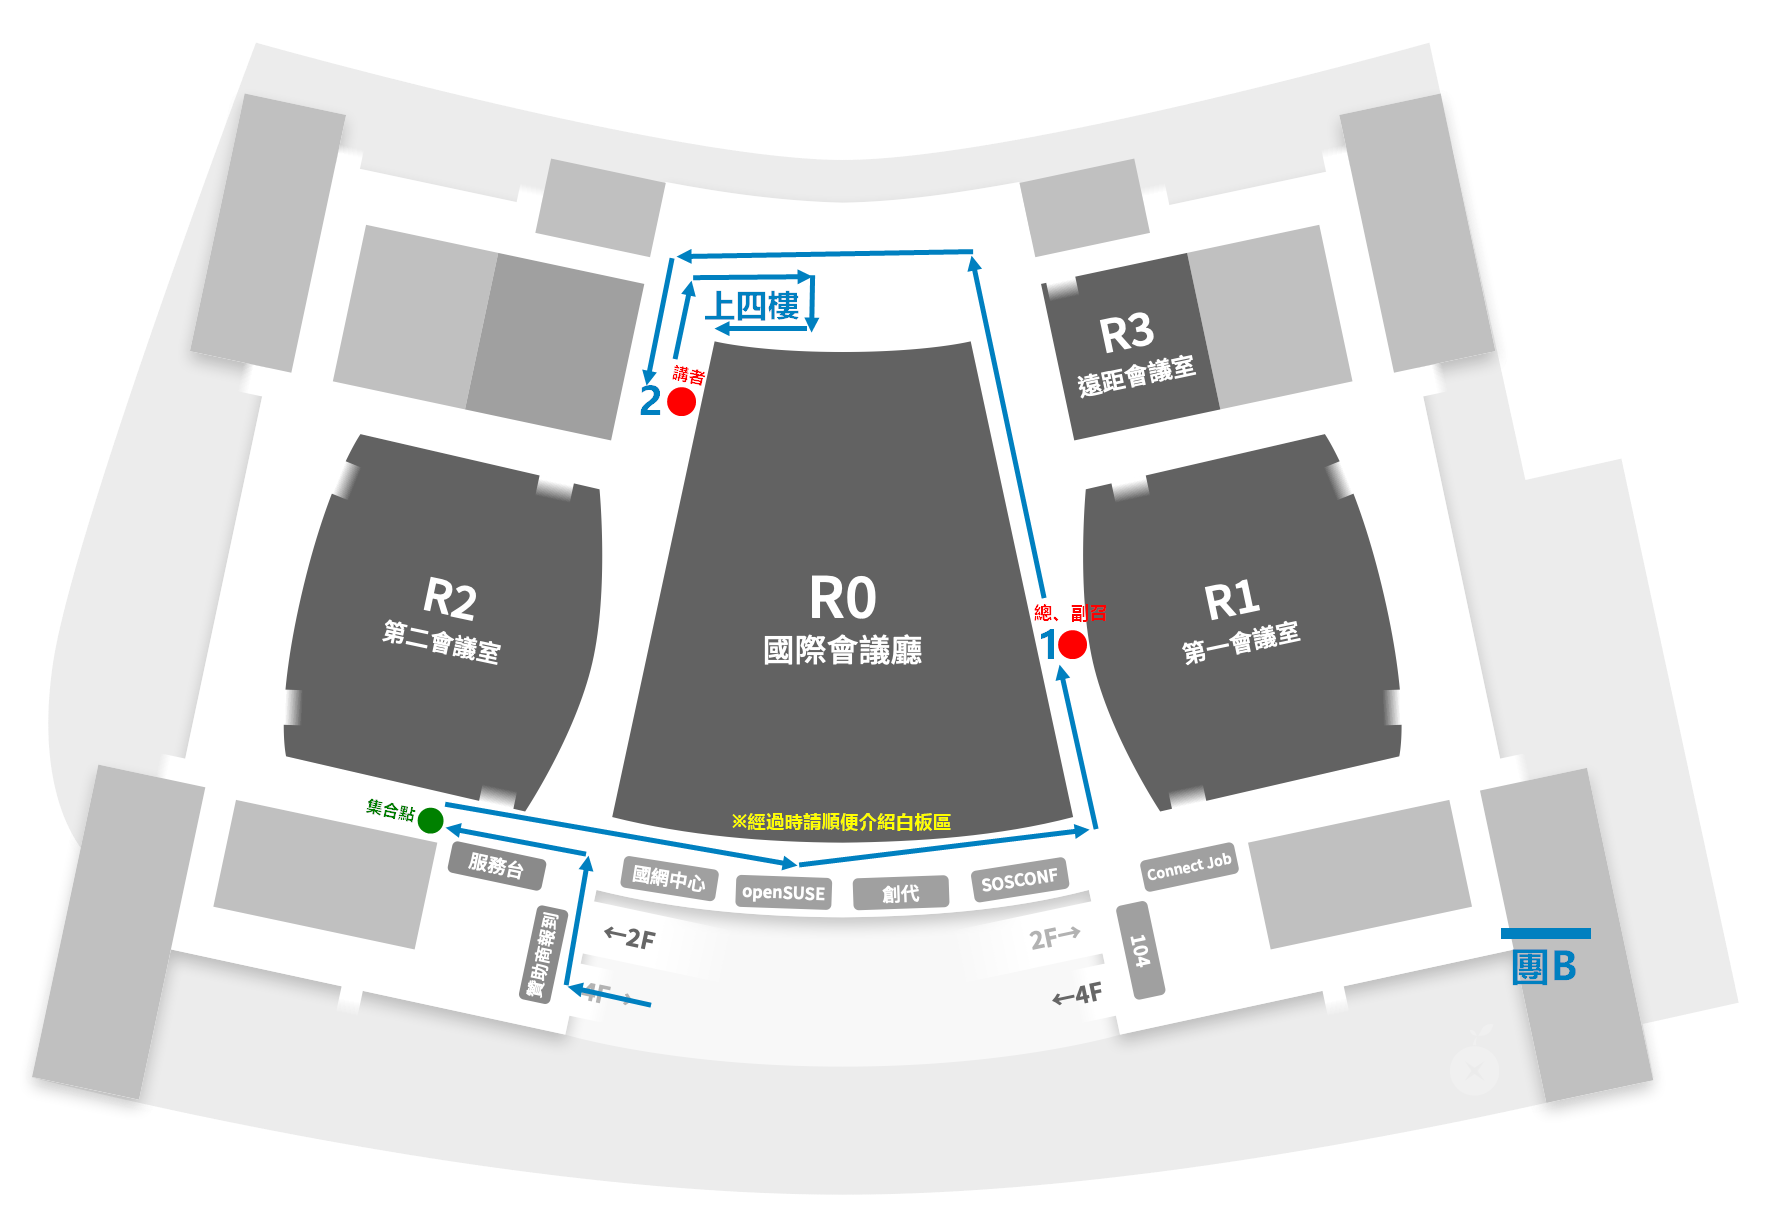 上四樓
講者
2
R3
遠距會議室
R2
第二會議室
R0
國際會議廳
總、副召
1
R1
第一會議室
集合點
※經過時請順便介紹白板區
服務台
國網中心
openSUSE
創代
SOSCONF
Connect Job
贊助商報到
←2F
2F→
104
4F→
←4F
團B